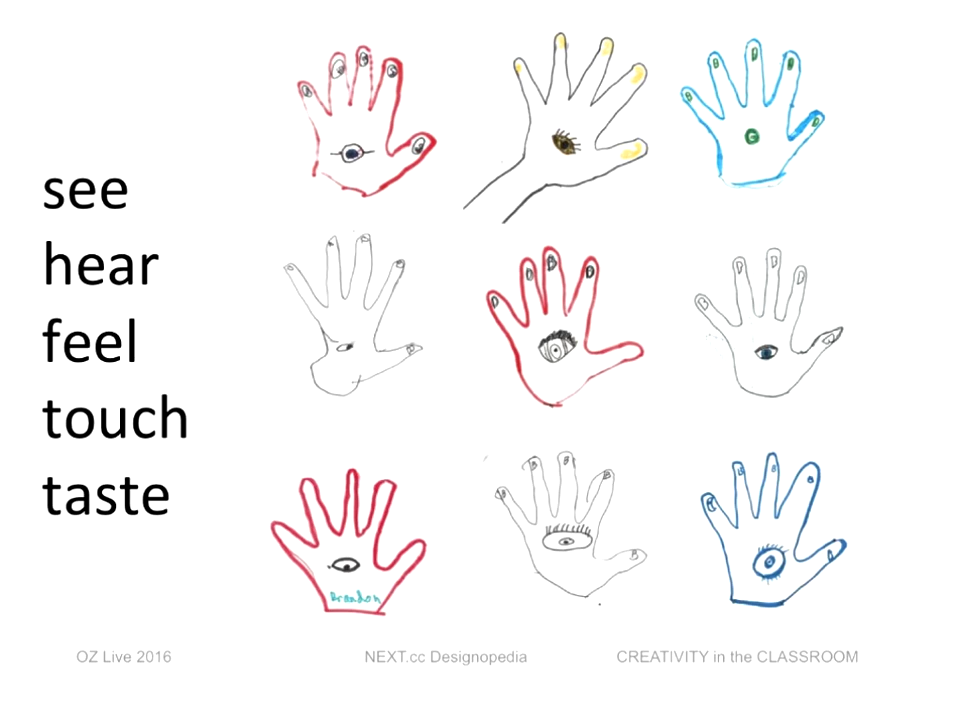 see
hear
feel
touch
taste
Brandon
OZ Live 2016 NEXT.cc Designopedia CREATIVITY in the CLASSROOM